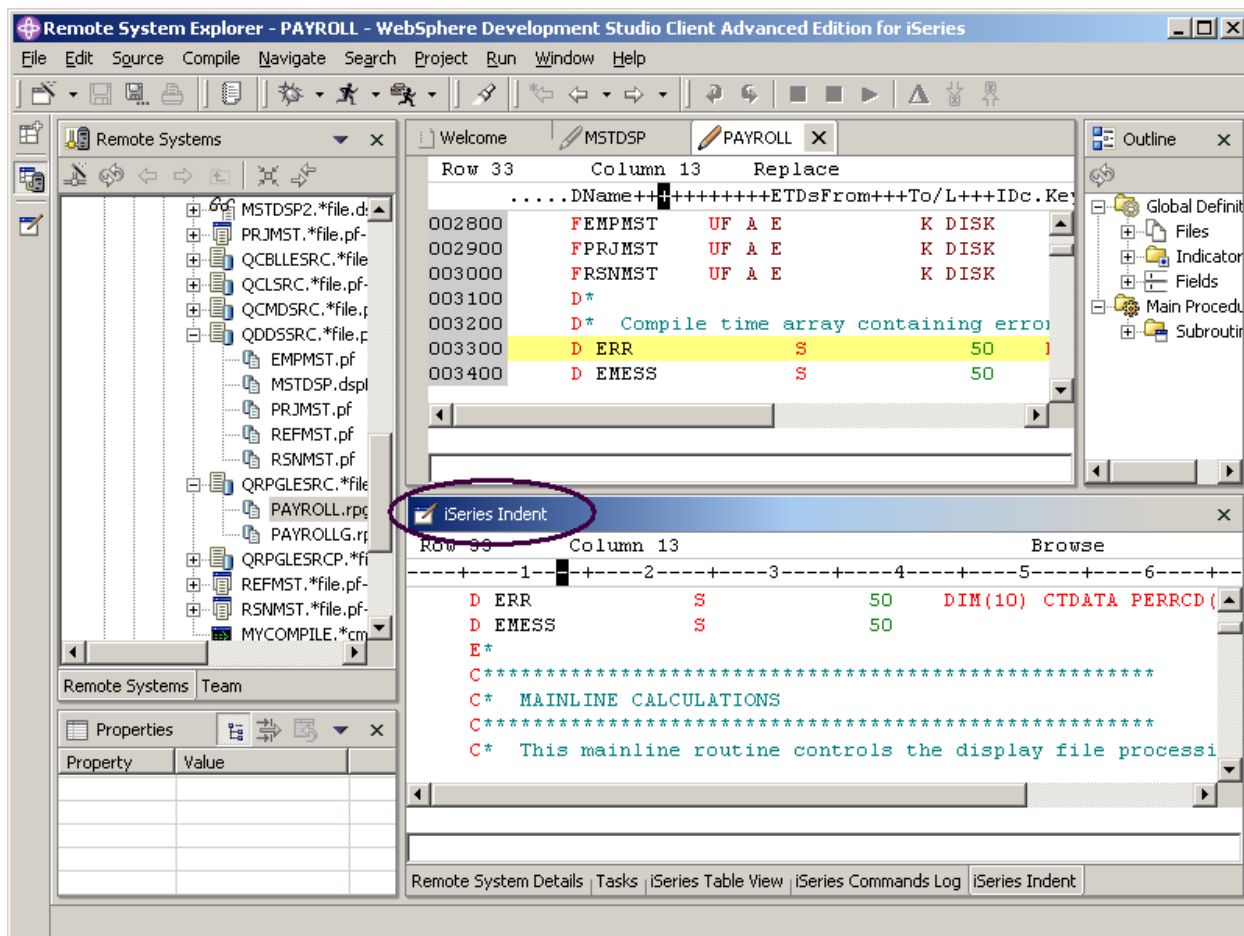 Remote System Explorer - PAYROLL - WebSphere Development Studio Client Advanced Edition for iSeries
File Edit Source Compile Navigate Search Project Run Window Help
Remote Systems
MSTDSP2.*file.ds
PRJMST.*file.pf-
QCBLLESRC.*file
QCLSRC.*file.pf-
QCMDSRC.*file.p
QDDSSRC.*file.p
EMPMST.pf
MSTDSP.dspl
PRJMST.pf
REFMST.pf
RSNMST.pf
QRPGLESRC.*file
PAYROLL.rpg
PAYROLLG.rp
QRPGLESRCP.*fi
REFMST.*file.pf-
RSNMST.*file.pf-
MYCOMPILE.*cm
Remote Systems Team
Properties
Property Value
Welcome MSTDSP PAYROLL
Row 33 Column 13 Replace
.....DName+++++++++++ETDsFrom+++To/L+++IDc.Key
002800 FEMPMST UF A E K DISK
002900 FPRJMST UF A E K DISK
003000 FRSNMST UF A E K DISK
003100 D*
003200 D* Compile time array containing error
003300 D ERR S 50
003400 D EMESS S 50
Outline
Global Definit
Files
Indicator
Fields
Main Procedu
Subroutin
iSeries Indent
Row 33 Column 13 Browse
----+----1----+----2----+----3----+----4----+----5----+----6----+--
D ERR S 50 DIM(10) CTDATA PERRCD(
D EMESS S 50
E*
C******************************************************
C* MAINLINE CALCULATIONS
C******************************************************
C* This mainline routine controls the display file processi
Remote System Details Tasks iSeries Table View iSeries Commands Log iSeries Indent